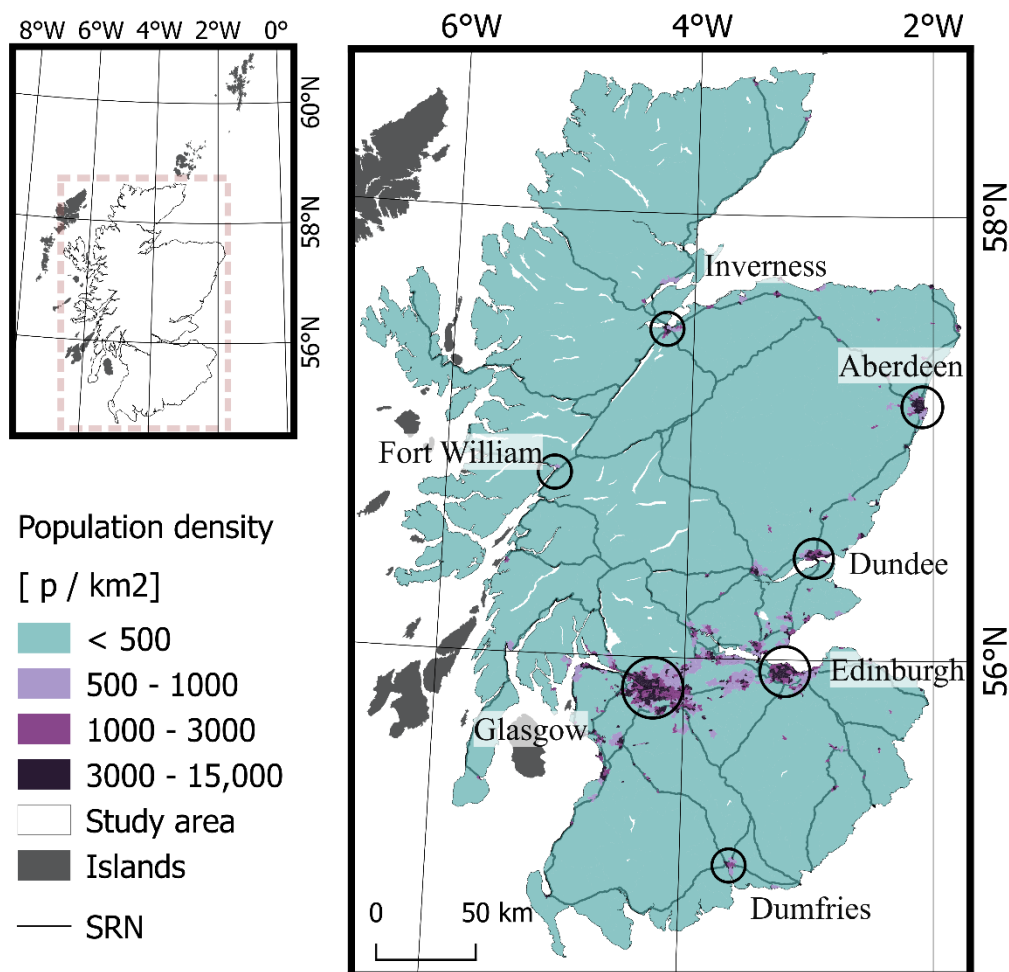 8°W 6°W 4°W 2°W 0°
60°N
58°N
56°N
6°W 4°W 2°W
58°N
56°N
Inverness
Aberdeen
Fort William
Dundee
Edinburgh
Glasgow
Dumfries
0 50 km
Population density
[ p / km2]
< 500
500 - 1000
1000 - 3000
3000 - 15,000
Study area
Islands
SRN